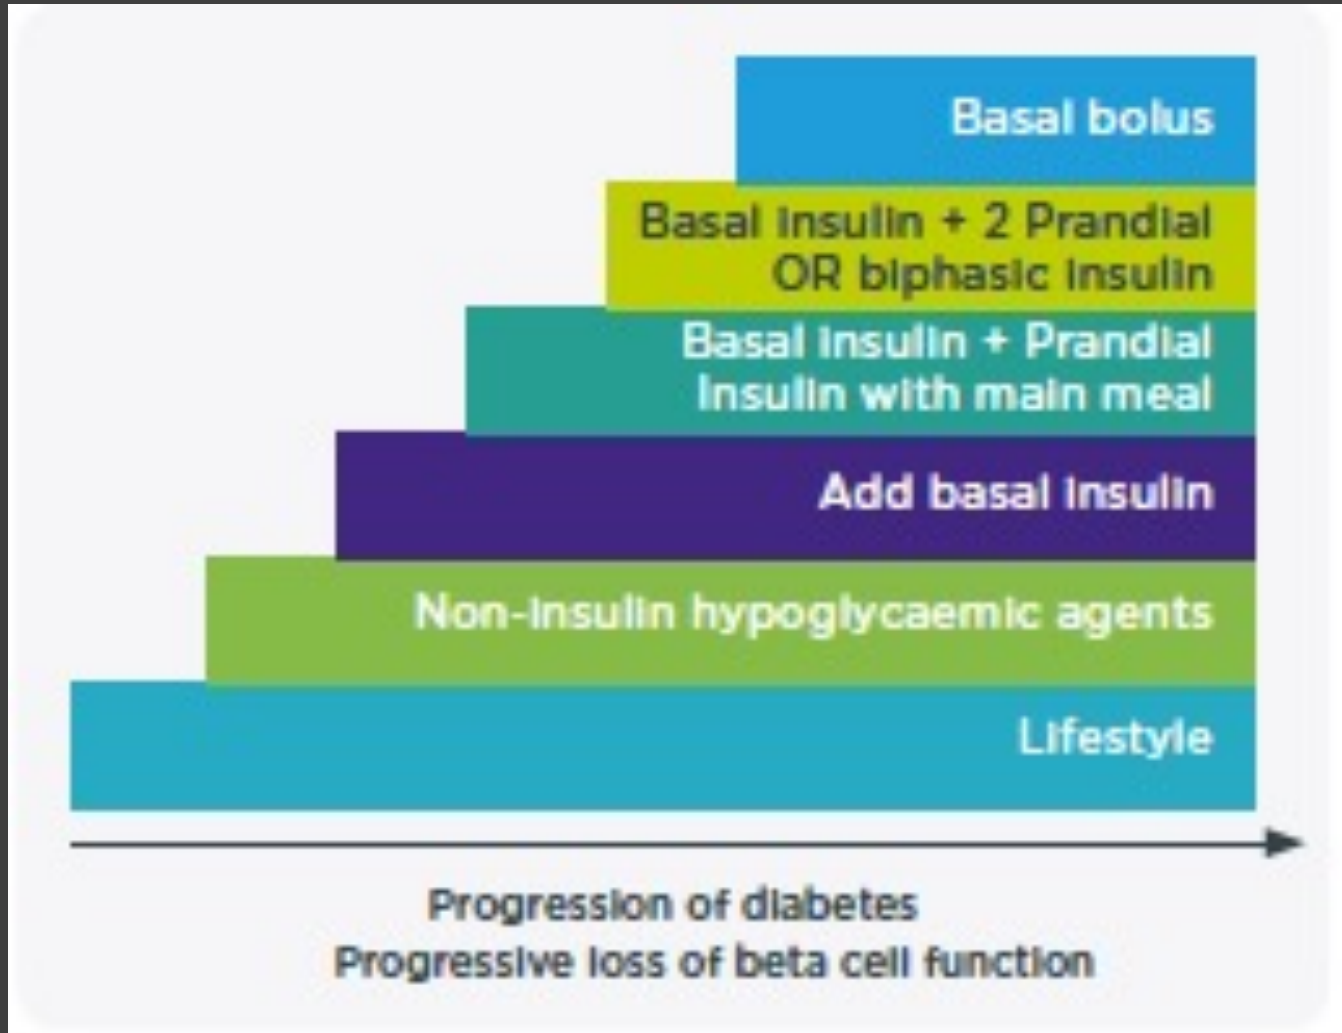 Basal bolus
Basal insulin + 2 Prandial
OR biphasic insulin
Basal insulin + Prandial
Insulin with main meal
Add basal insulin
Non-insulin hypoglycaemic agents
Lifestyle
Progression of diabetes
Progressive loss of beta cell function